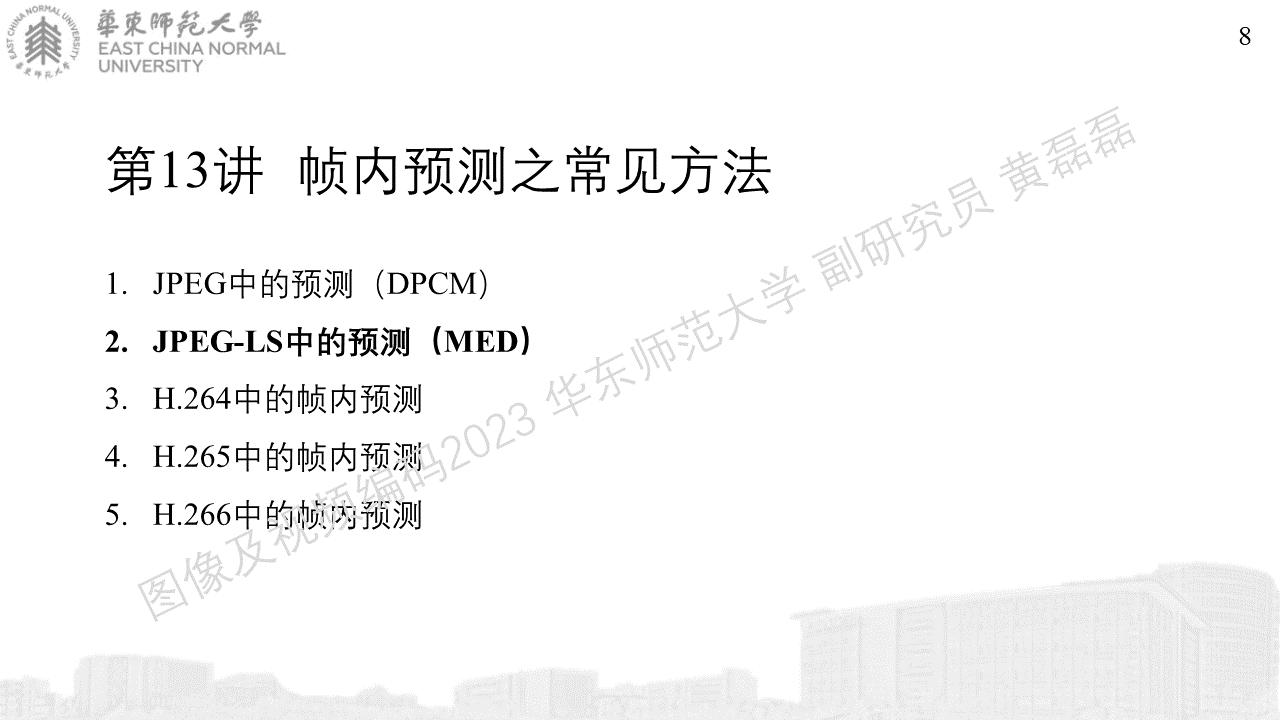 華東师范大學
EAST CHINA NORMAL
UNIVERSITY
EAST CHINA NORMAL UNIVERSITY
華東师范大學
8
第13讲 帧内预测之常见方法
1. JPEG中的预测（DPCM）
2. JPEG-LS中的预测（MED）
3. H.264中的帧内预测
4. H.265中的帧内预测
5. H.266中的帧内预测
图像及视频编码2023 华东师范大学 副研究员 黄磊磊